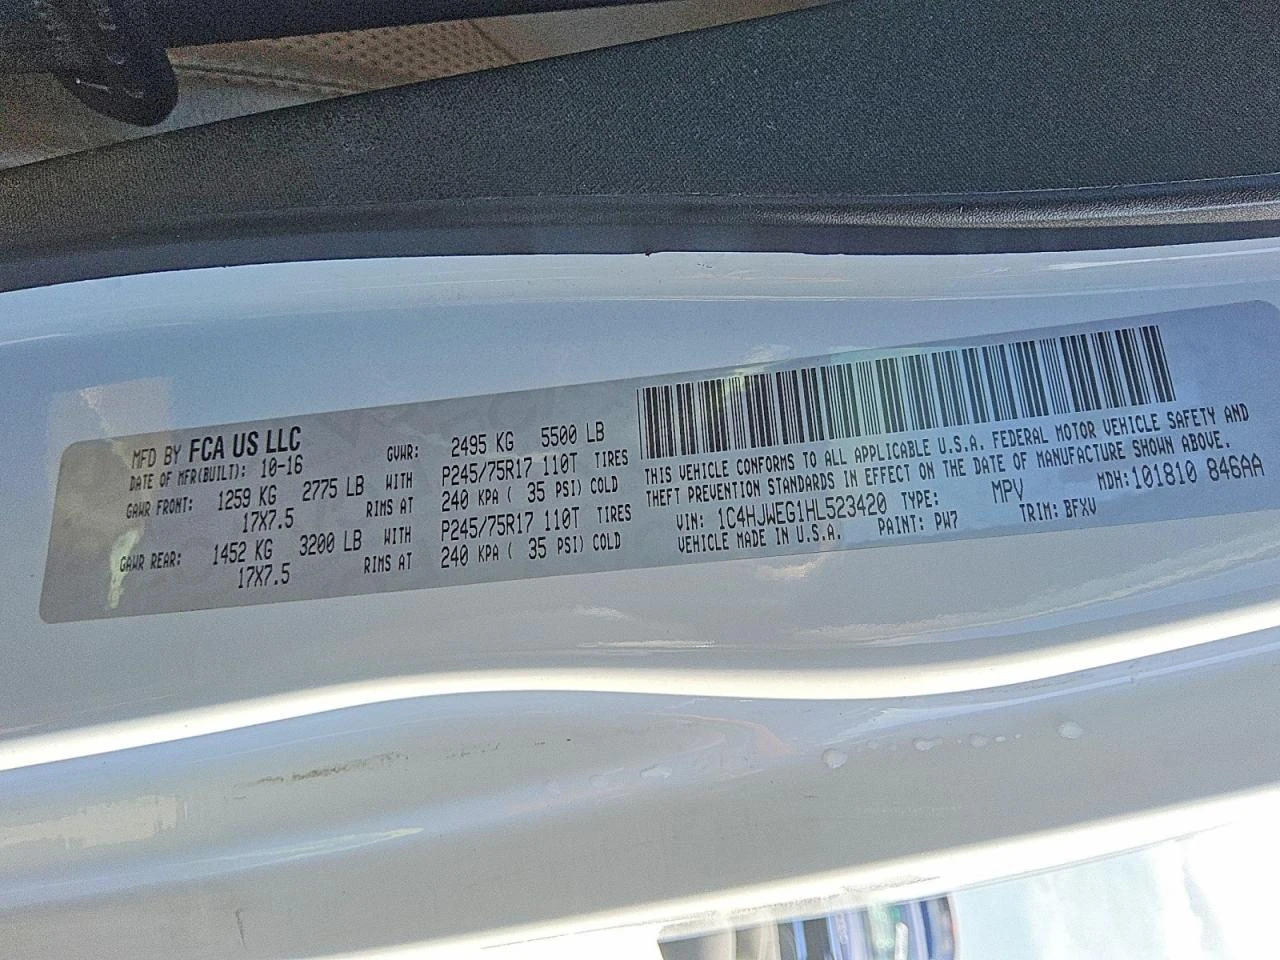 MFD BY FCA US LLC
DATE OF MFR(BUILT): 10-16 GVWR: 2495 KG 5500 LB
GAWR FRONT: 1259 KG 2775 LB WITH P245/75R17 110T TIRES
17X7.5 RIMS AT 240 KPA ( 35 PSI) COLD
GAWR REAR: 1452 KG 3200 LB WITH P245/75R17 110T TIRES
17X7.5 RIMS AT 240 KPA ( 35 PSI) COLD
THIS VEHICLE CONFORMS TO ALL APPLICABLE U.S.A. FEDERAL MOTOR VEHICLE SAFETY AND
THEFT PREVENTION STANDARDS IN EFFECT ON THE DATE OF MANUFACTURE SHOWN ABOVE.
VIN: 1C4HJWEG1HL523420 TYPE: MPV MDH:101810 846AA
VEHICLE MADE IN U.S.A. PAINT: PW7 TRIM: BFXV